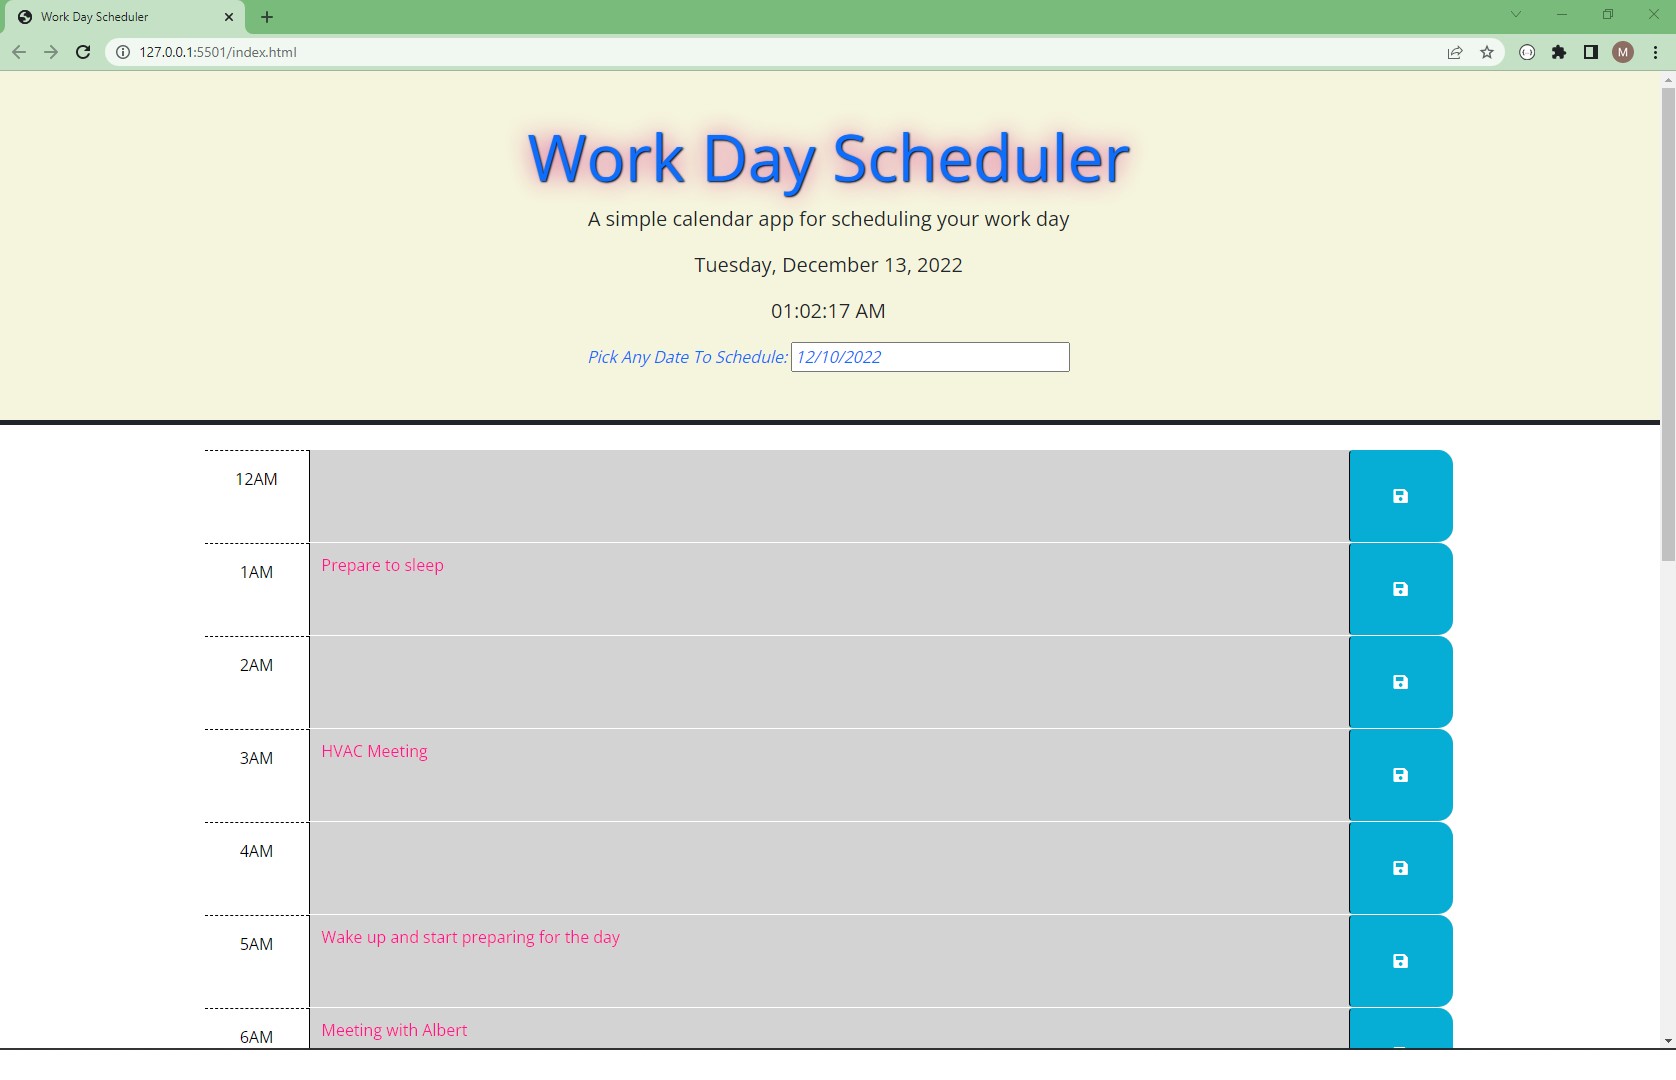 Work Day Scheduler
127.0.0.1:5501/index.html
M
Work Day Scheduler
A simple calendar app for scheduling your work day
Tuesday, December 13, 2022
01:02:17 AM
Pick Any Date To Schedule: 12/10/2022
12AM
1AM Prepare to sleep
2AM
3AM HVAC Meeting
4AM
5AM Wake up and start preparing for the day
6AM Meeting with Albert